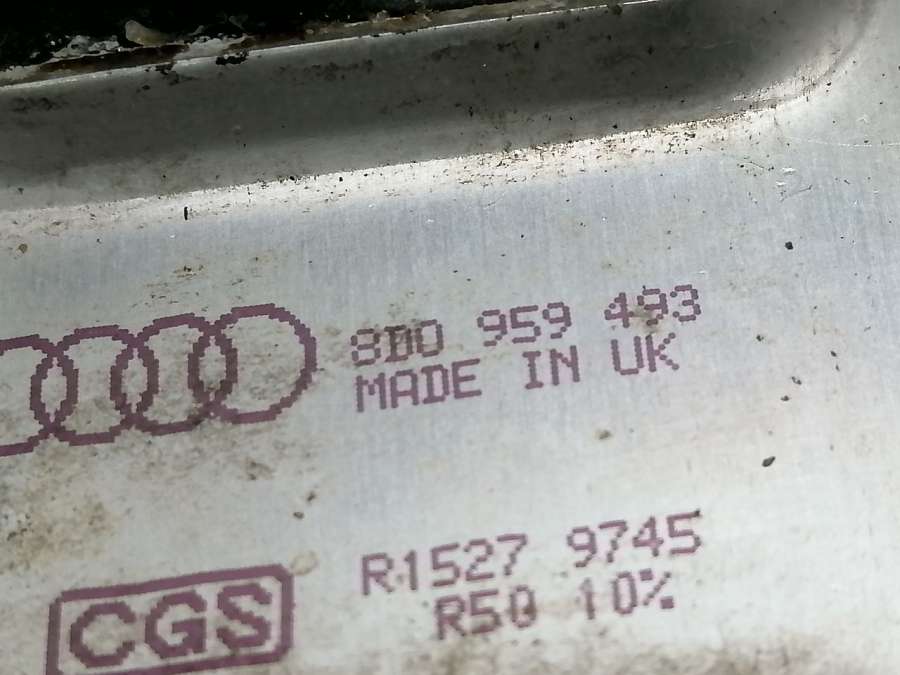 8D0 959 493
MADE IN UK
R1527 9745
R50 10%
CGS